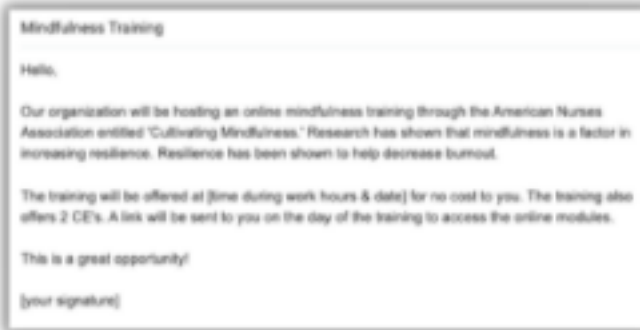 Mindfulness Training
Hello,
Our organization will be hosting an online mindfulness training through the American Nurses
Association entitled 'Cultivating Mindfulness.' Research has shown that mindfulness is a factor in
increasing resilience. Resilience has been shown to help decrease burnout.
The training will be offered at [time during work hours & date] for no cost to you. The training also
offers 2 CE's. A link will be sent to you on the day of the training to access the online modules.
This is a great opportunity!
[your signature]